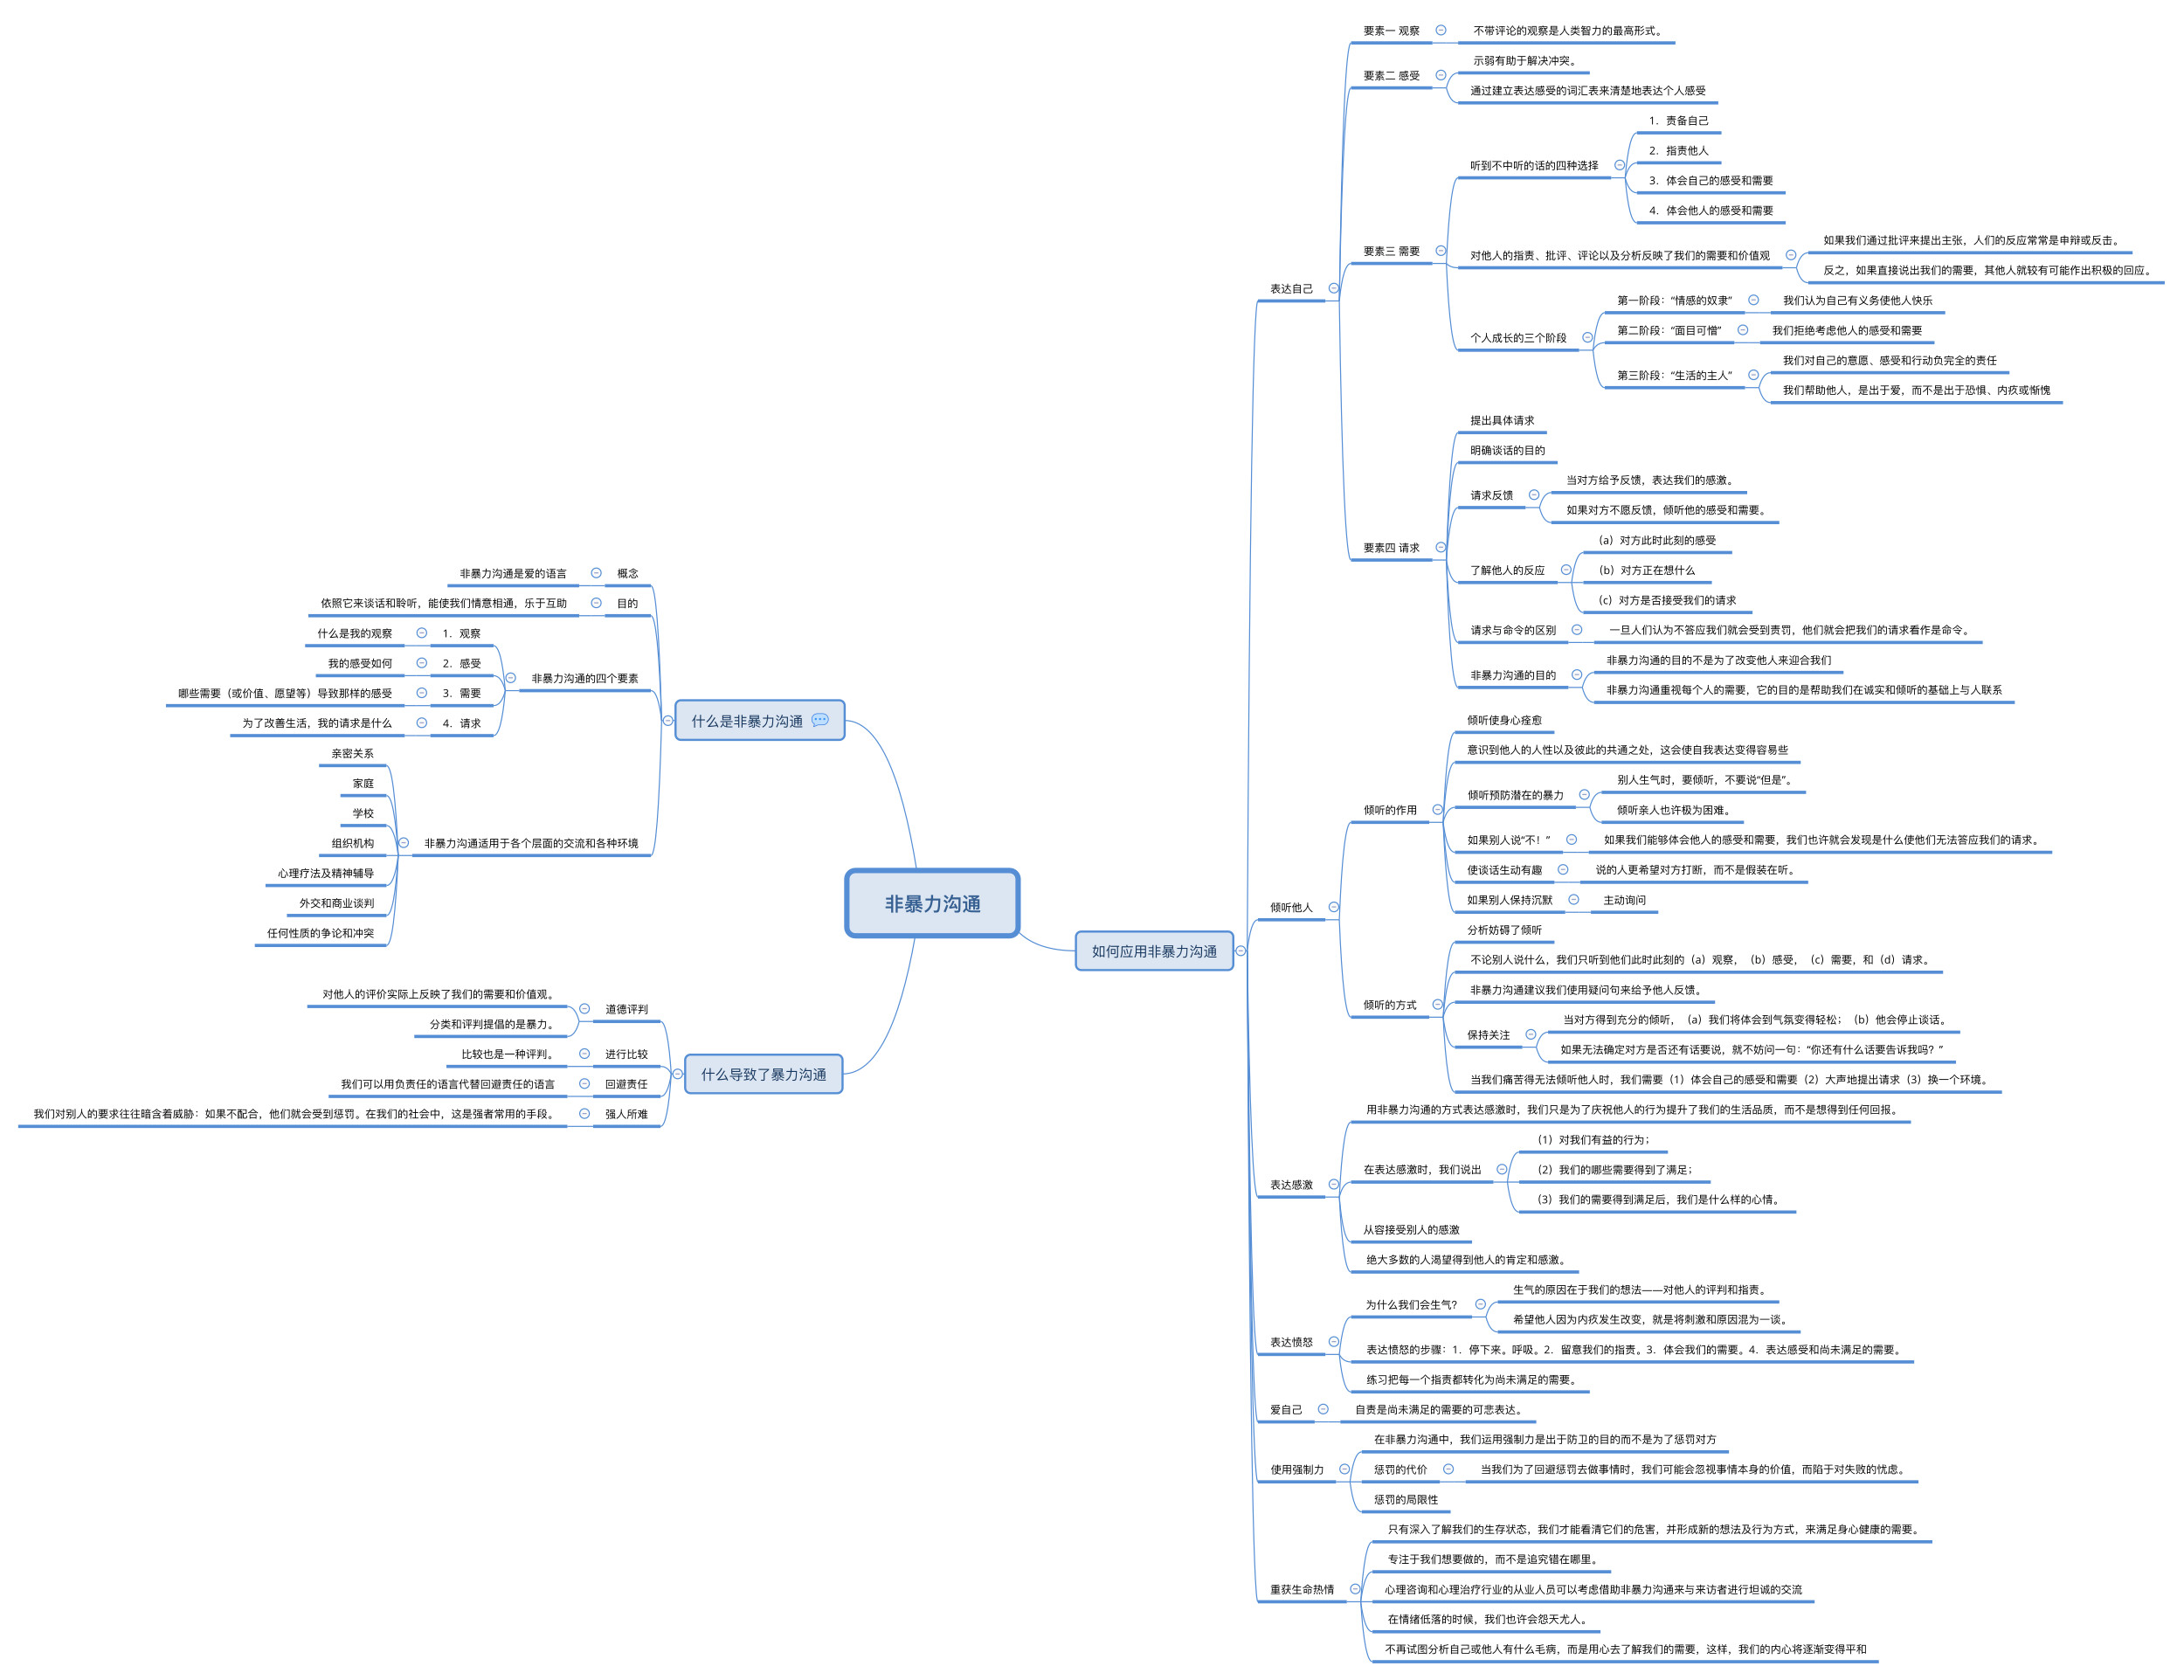 非暴力沟通
什么是非暴力沟通
概念
非暴力沟通是爱的语言
目的
依照它来谈话和聆听，能使我们情意相通，乐于互助
非暴力沟通的四个要素
1. 观察
什么是我的观察
2. 感受
我的感受如何
3. 需要
哪些需要（或价值、愿望等）导致那样的感受
4. 请求
为了改善生活，我的请求是什么
非暴力沟通适用于各个层面的交流和各种环境
亲密关系
家庭
学校
组织机构
心理疗法及精神辅导
外交和商业谈判
任何性质的争论和冲突
什么导致了暴力沟通
道德评判
对他人的评价实际上反映了我们的需要和价值观。
分类和评判提倡的是暴力。
进行比较
比较也是一种评判。
回避责任
我们可以用负责任的语言代替回避责任的语言
强人所难
我们对别人的要求往往暗含着威胁：如果不配合，他们就会受到惩罚。在我们的社会中，这是强者常用的手段。
如何应用非暴力沟通
表达自己
要素一 观察
不带评论的观察是人类智力的最高形式。
要素二 感受
示弱有助于解决冲突。
通过建立表达感受的词汇表来清楚地表达个人感受
要素三 需要
听到不中听的话的四种选择
1. 责备自己
2. 指责他人
3. 体会自己的感受和需要
4. 体会他人的感受和需要
对他人的指责、批评、评论以及分析反映了我们的需要和价值观
如果我们通过批评来提出主张，人们的反应常常是申辩或反击。
反之，如果直接说出我们的需要，其他人就较有可能作出积极的回应。
个人成长的三个阶段
第一阶段：“情感的奴隶”
我们认为自己有义务使他人快乐
第二阶段：“面目可憎”
我们拒绝考虑他人的感受和需要
第三阶段：“生活的主人”
我们对自己的意愿、感受和行动负完全的责任
我们帮助他人，是出于爱，而不是出于恐惧、内疚或惭愧
要素四 请求
提出具体请求
明确谈话的目的
请求反馈
当对方给予反馈，表达我们的感激。
如果对方不愿反馈，倾听他的感受和需要。
了解他人的反应
（a）对方此时此刻的感受
（b）对方正在想什么
（c）对方是否接受我们的请求
请求与命令的区别
一旦人们认为不答应我们就会受到责罚，他们就会把我们的请求看作是命令。
非暴力沟通的目的
非暴力沟通的目的不是为了改变他人来迎合我们
非暴力沟通重视每个人的需要，它的目的是帮助我们在诚实和倾听的基础上与人联系
倾听他人
倾听的作用
倾听使身心痊愈
意识到他人的人性以及彼此的共通之处，这会使自我表达变得容易些
倾听预防潜在的暴力
别人生气时，要倾听，不要说“但是”。
倾听亲人也许极为困难。
如果别人说“不！”
如果我们能够体会他人的感受和需要，我们也许就会发现是什么使他们无法答应我们的请求。
使谈话生动有趣
说的人更希望对方打断，而不是假装在听。
如果别人保持沉默
主动询问
倾听的方式
分析妨碍了倾听
不论别人说什么，我们只听到他们此时此刻的（a）观察，（b）感受，（c）需要，和（d）请求。
非暴力沟通建议我们使用疑问句来给予他人反馈。
保持关注
当对方得到充分的倾听，（a）我们将体会到气氛变得轻松；（b）他会停止谈话。
如果无法确定对方是否还有话要说，就不妨问一句：“你还有什么话要告诉我吗？”
当我们痛苦得无法倾听他人时，我们需要（1）体会自己的感受和需要（2）大声地提出请求（3）换一个环境。
表达感激
用非暴力沟通的方式表达感激时，我们只是为了庆祝他人的行为提升了我们的生活品质，而不是想得到任何回报。
在表达感激时，我们说出
（1）对我们有益的行为；
（2）我们的哪些需要得到了满足；
（3）我们的需要得到满足后，我们是什么样的心情。
从容接受别人的感激
绝大多数的人渴望得到他人的肯定和感激。
表达愤怒
为什么我们会生气？
生气的原因在于我们的想法——对他人的评判和指责。
希望他人因为内疚发生改变，就是将刺激和原因混为一谈。
表达愤怒的步骤：1. 停下来。呼吸。2. 留意我们的指责。3. 体会我们的需要。4. 表达感受和尚未满足的需要。
练习把每一个指责都转化为尚未满足的需要。
爱自己
自责是尚未满足的需要的可悲表达。
使用强制力
在非暴力沟通中，我们运用强制力是出于防卫的目的而不是为了惩罚对方
惩罚的代价
当我们为了回避惩罚去做事情时，我们可能会忽视事情本身的价值，而陷于对失败的忧虑。
惩罚的局限性
重获生命热情
只有深入了解我们的生存状态，我们才能看清它们的危害，并形成新的想法及行为方式，来满足身心健康的需要。
专注于我们想要做的，而不是追究错在哪里。
心理咨询和心理治疗行业的从业人员可以考虑借助非暴力沟通来与来访者进行坦诚的交流
在情绪低落的时候，我们也许会怨天尤人。
不再试图分析自己或他人有什么毛病，而是用心去了解我们的需要，这样，我们的内心将逐渐变得平和